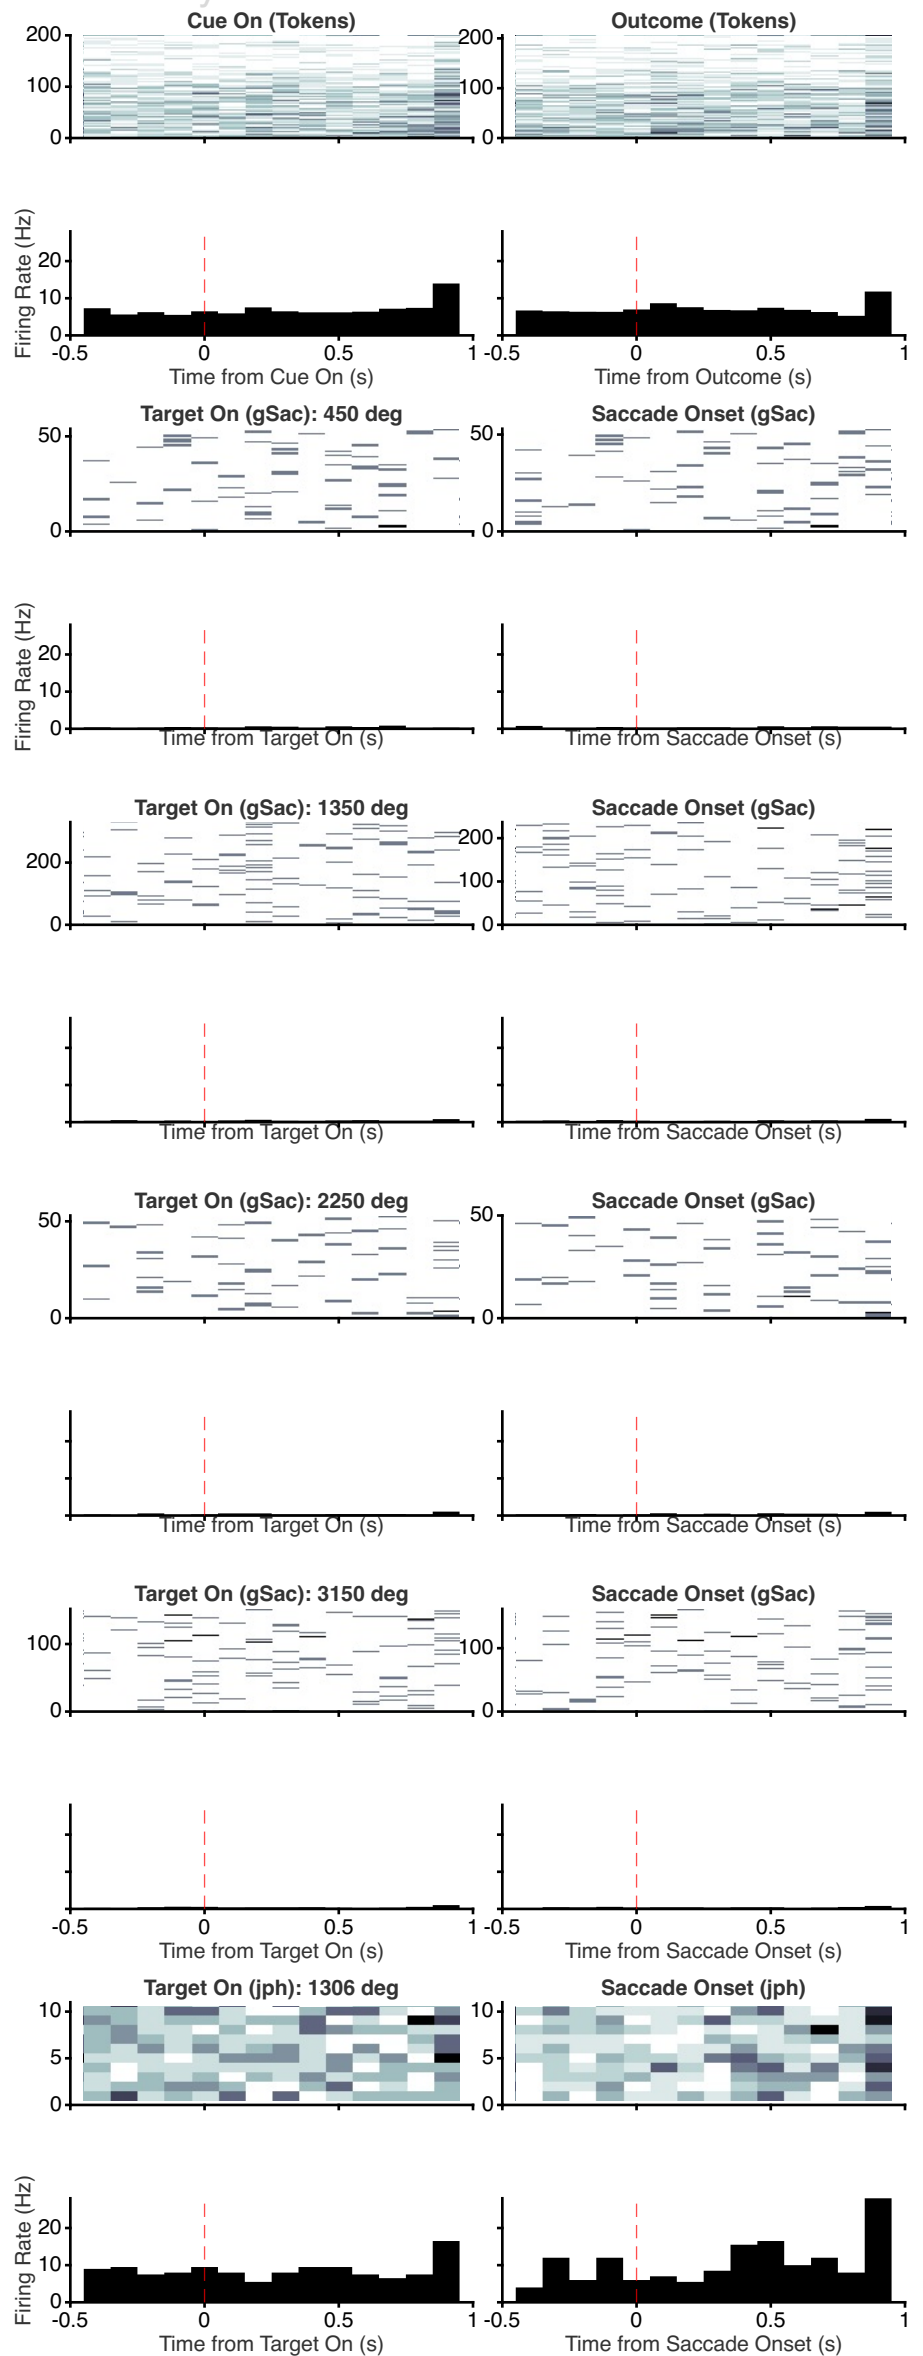 Cue On (Tokens)
Outcome (Tokens)
200
100
0
200
100
0
Firing Rate (Hz)
20
10
0
-0.5 0 0.5 1
-0.5 0 0.5 1
Time from Cue On (s)
Time from Outcome (s)
Target On (gSac): 450 deg
Saccade Onset (gSac)
50
0
50
0
Firing Rate (Hz)
20
10
0
Time from Target On (s)
Time from Saccade Onset (s)
Target On (gSac): 1350 deg
Saccade Onset (gSac)
200
0
200
100
0
Time from Target On (s)
Time from Saccade Onset (s)
Target On (gSac): 2250 deg
Saccade Onset (gSac)
50
0
50
0
Time from Target On (s)
Time from Saccade Onset (s)
Target On (gSac): 3150 deg
Saccade Onset (gSac)
100
0
100
0
-0.5 0 0.5 1
-0.5 0 0.5 1
Time from Target On (s)
Time from Saccade Onset (s)
Target On (jph): 1306 deg
Saccade Onset (jph)
10
5
0
10
5
0
Firing Rate (Hz)
20
10
0
-0.5 0 0.5 1
-0.5 0 0.5 1
Time from Target On (s)
Time from Saccade Onset (s)